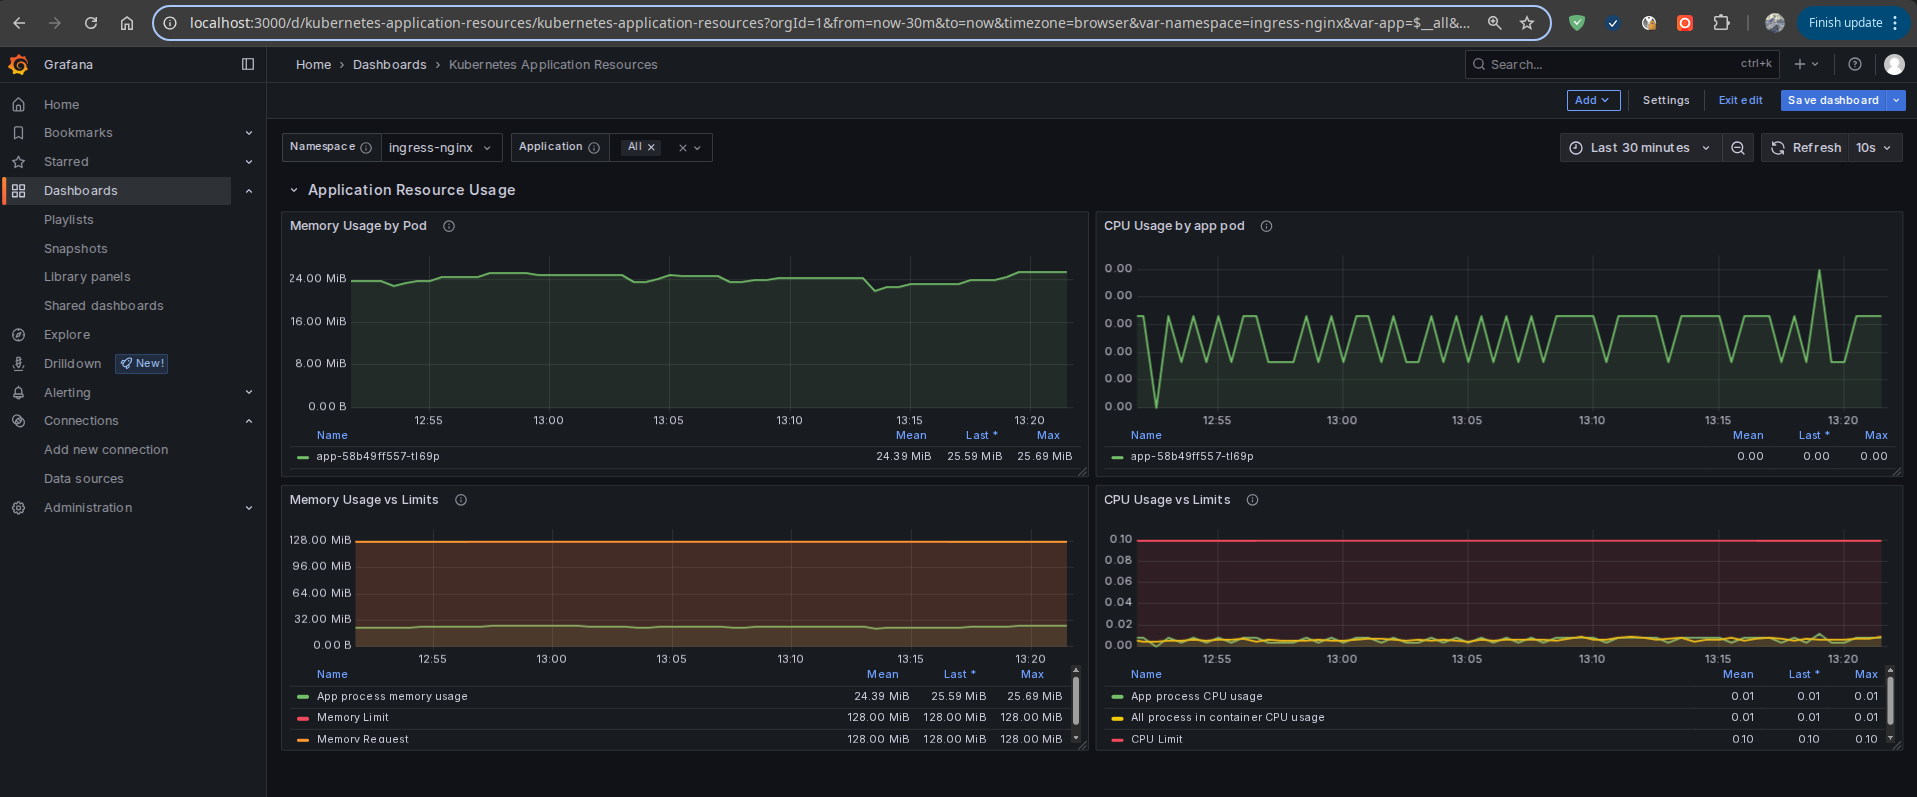 localhost:3000/d/kubernetes-application-resources/kubernetes-application-resources?orgId=1&from=now-30m&to=now&timezone=browser&var-namespace=ingress-nginx&var-app=$__all&...
Finish update
Grafana
Home › Dashboards › Kubernetes Application Resources
Search... ctrl+k
Add Settings Exit edit Save dashboard
Home
Bookmarks
Starred
Dashboards
Playlists
Snapshots
Library panels
Shared dashboards
Explore
Drilldown New!
Alerting
Connections
Add new connection
Data sources
Administration
Namespace ingress-nginx Application All
Last 30 minutes Refresh 10s
Application Resource Usage
Memory Usage by Pod
24.00 MiB
16.00 MiB
8.00 MiB
0.00 B
12:55 13:00 13:05 13:10 13:15 13:20
Name Mean Last * Max
app-58b49ff557-tl69p 24.39 MiB 25.59 MiB 25.69 MiB
CPU Usage by app pod
0.00
0.00
0.00
0.00
0.00
0.00
12:55 13:00 13:05 13:10 13:15 13:20
Name Mean Last * Max
app-58b49ff557-tl69p 0.00 0.00 0.00
Memory Usage vs Limits
128.00 MiB
96.00 MiB
64.00 MiB
32.00 MiB
0.00 B
12:55 13:00 13:05 13:10 13:15 13:20
Name Mean Last * Max
App process memory usage 24.39 MiB 25.59 MiB 25.69 MiB
Memory Limit 128.00 MiB 128.00 MiB 128.00 MiB
Memory Request 128.00 MiB 128.00 MiB 128.00 MiB
CPU Usage vs Limits
0.10
0.08
0.06
0.04
0.02
0.00
12:55 13:00 13:05 13:10 13:15 13:20
Name Mean Last * Max
App process CPU usage 0.01 0.01 0.01
All process in container CPU usage 0.01 0.01 0.01
CPU Limit 0.10 0.10 0.10